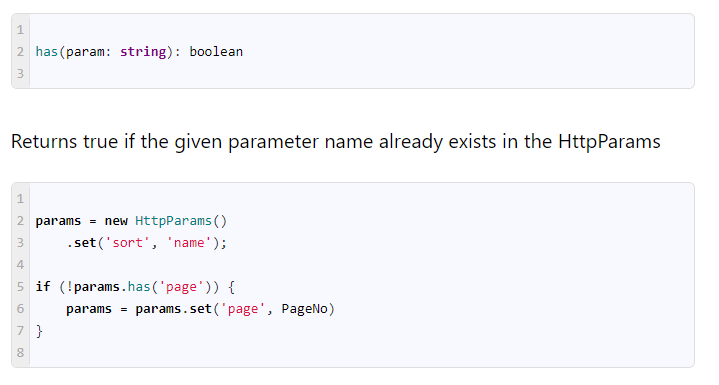 1
2 has(param: string): boolean
3
Returns true if the given parameter name already exists in the HttpParams
1
2 params = new HttpParams()
3     .set('sort', 'name');
4
5 if (!params.has('page')) {
6     params = params.set('page', PageNo)
7 }
8